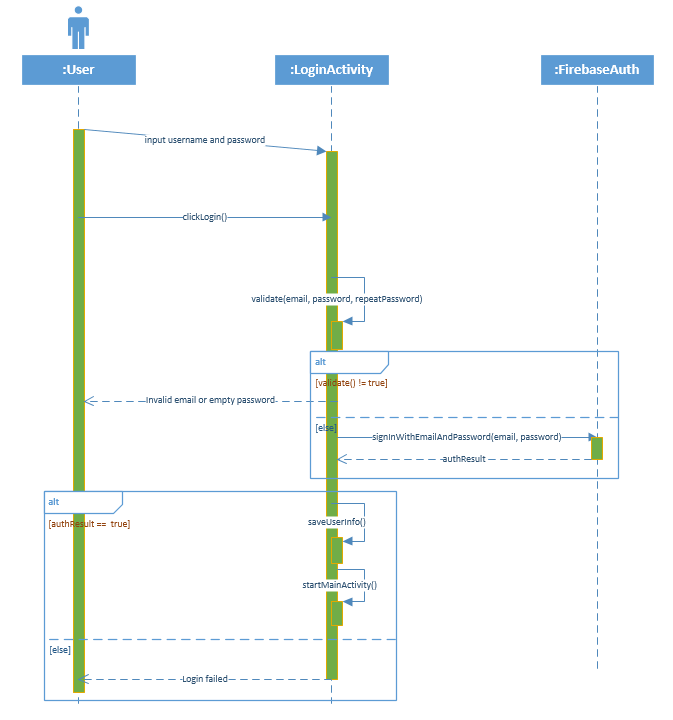 :User
:LoginActivity
:FirebaseAuth
input username and password
clickLogin()
validate(email, password, repeatPassword)
alt
[validate() != true]
Invalid email or empty password
[else]
signInWithEmailAndPassword(email, password)
authResult
alt
[authResult == true]
saveUserInfo()
startMainActivity()
[else]
Login failed